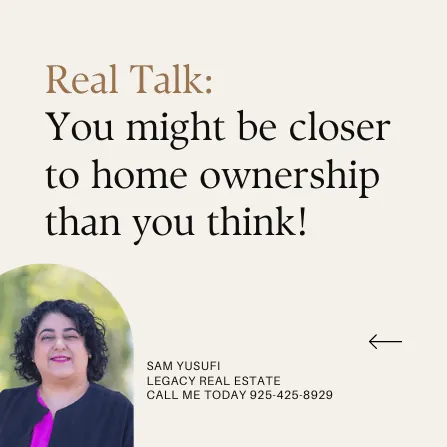 Real Talk:
You might be closer
to home ownership
than you think!
SAM YUSUFI
LEGACY REAL ESTATE
CALL ME TODAY 925-425-8929